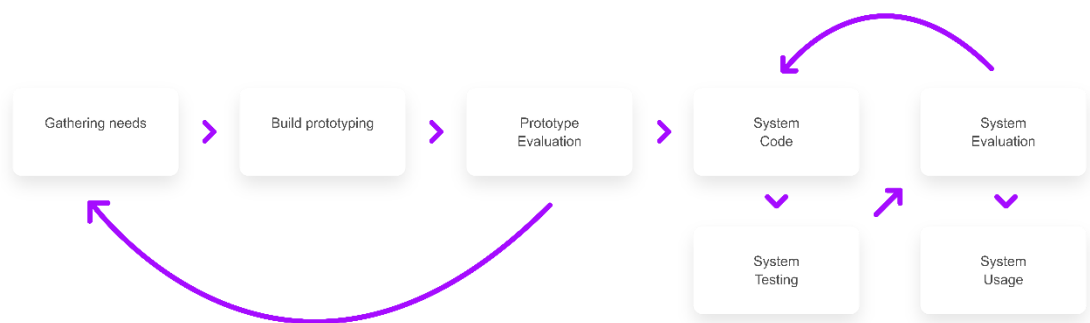 Gathering needs
Build prototyping
Prototype
Evaluation
System
Code
System
Evaluation
System
Testing
System
Usage